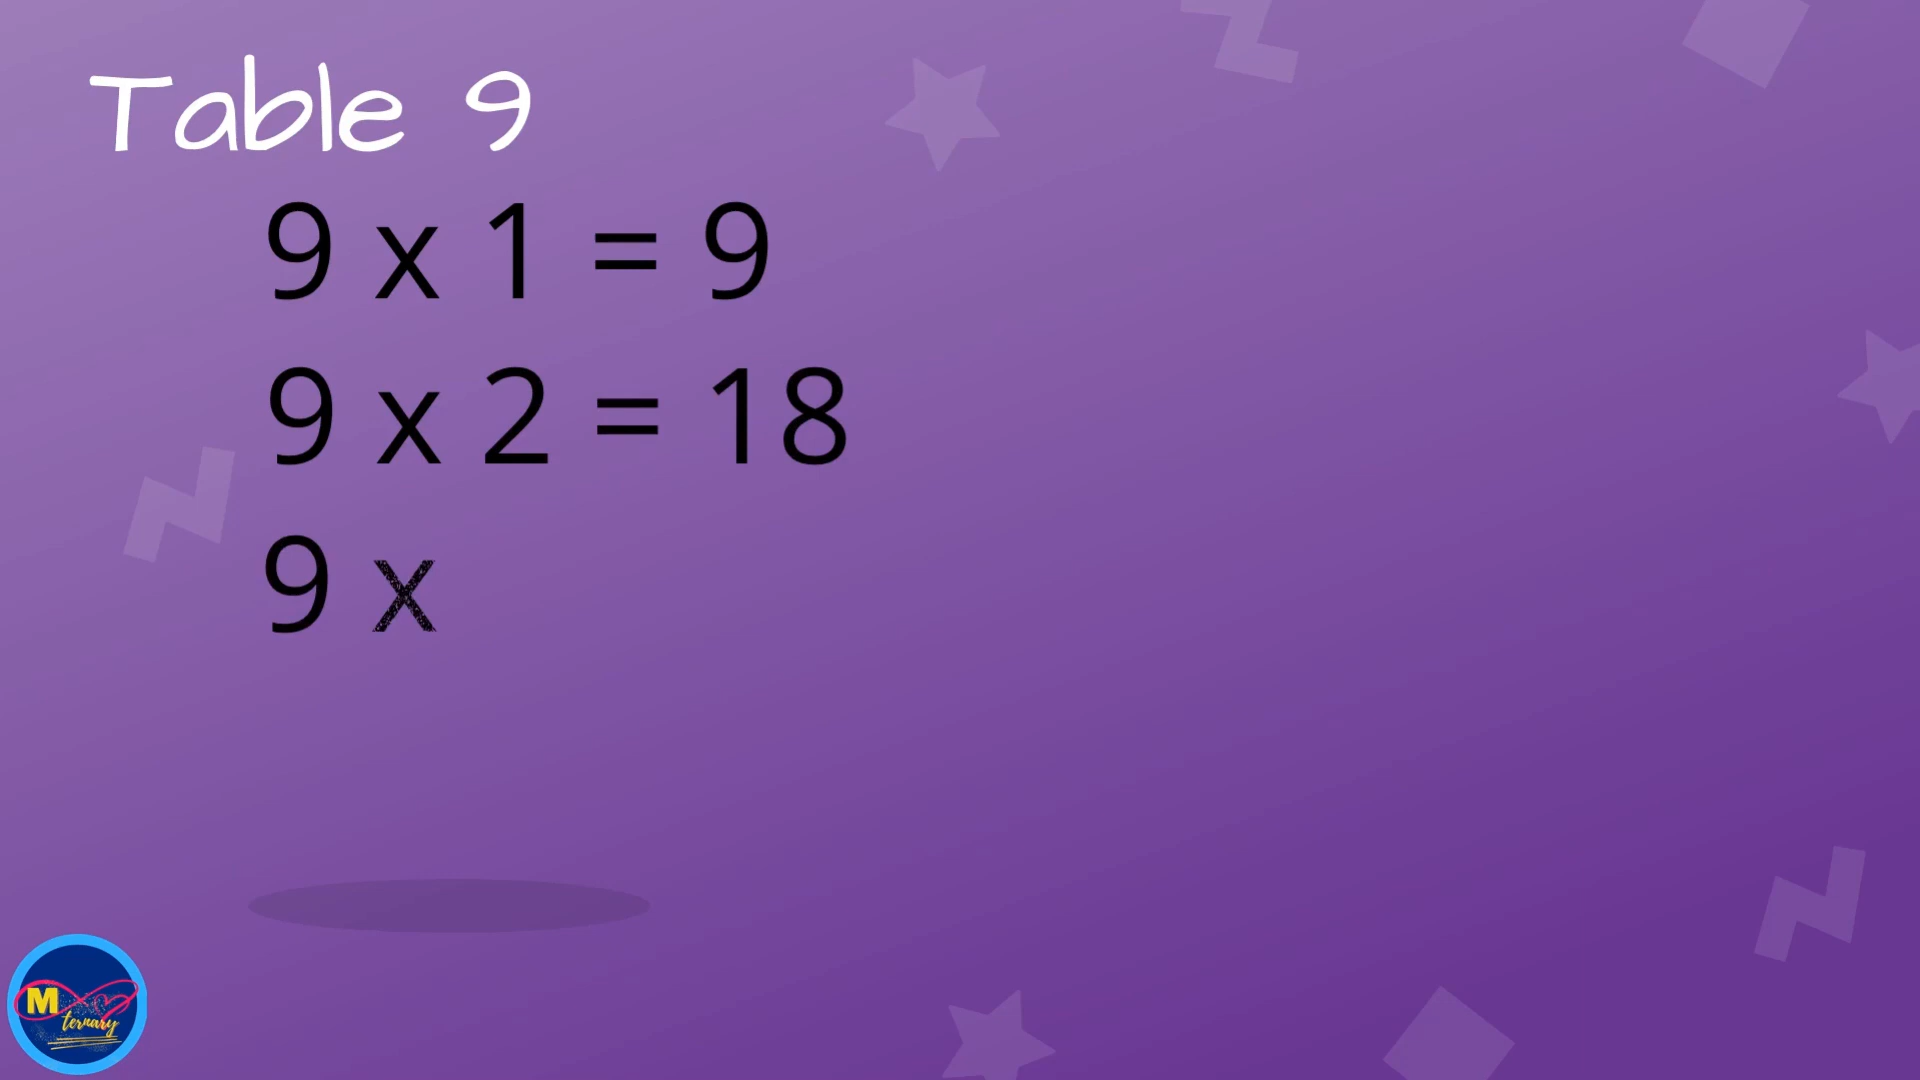 Table 9
9 x 1 = 9
9 x 2 = 18
9 x
M
ternary